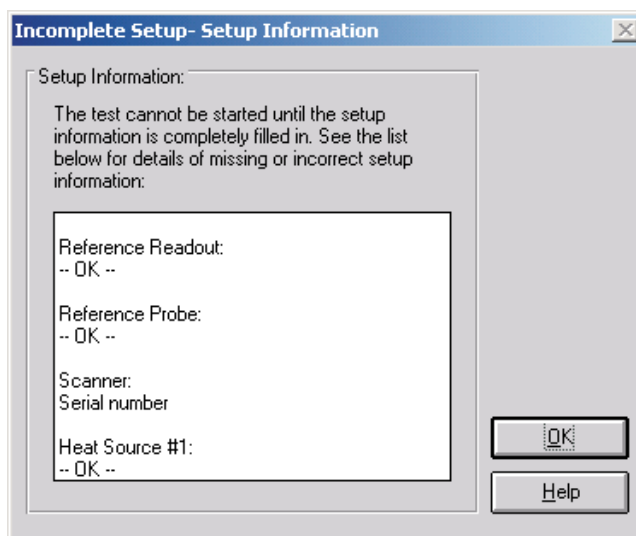 Incomplete Setup- Setup Information
Setup Information:
The test cannot be started until the setup
information is completely filled in. See the list
below for details of missing or incorrect setup
information:
Reference Readout:
-- OK --
Reference Probe:
-- OK --
Scanner:
Serial number
Heat Source #1:
-- OK --
OK
Help